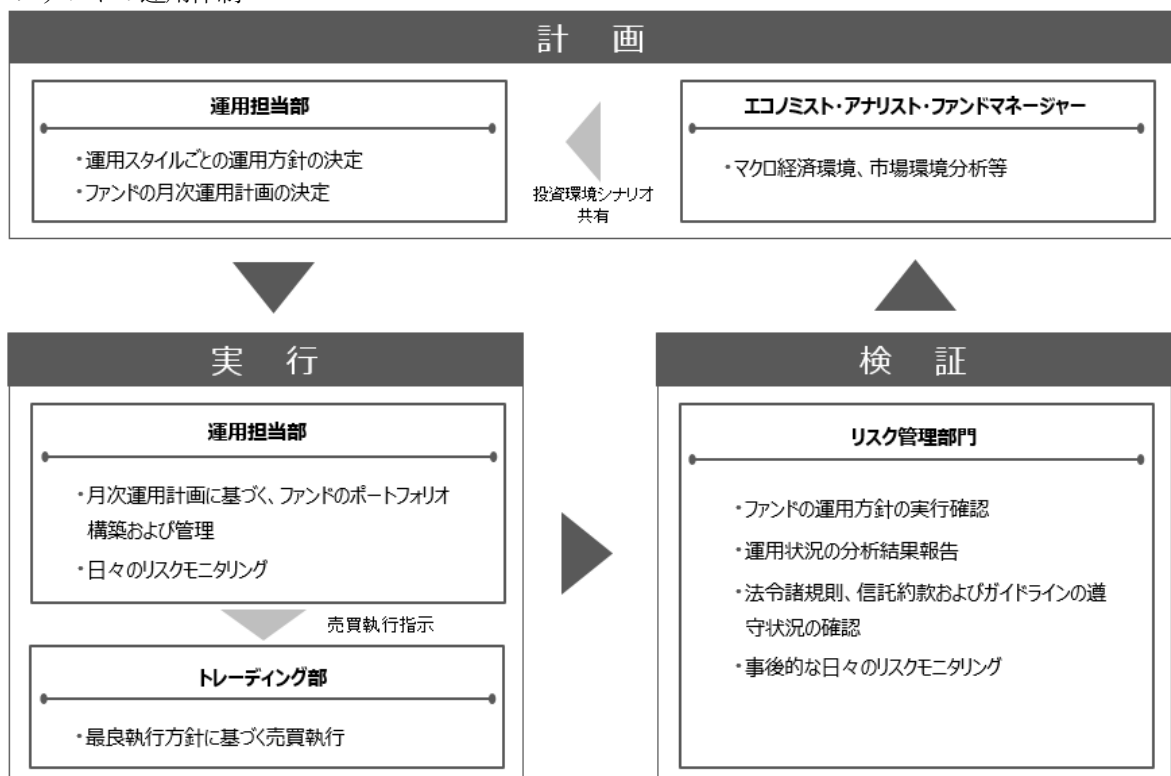 計 画
運用担当部
・運用スタイルごとの運用方針の決定
・ファンドの月次運用計画の決定
投資環境シナリオ
共有
エコノミスト・アナリスト・ファンドマネージャー
・マクロ経済環境、市場環境分析等
実 行
運用担当部
・月次運用計画に基づく、ファンドのポートフォリオ
構築および管理
・日々のリスクモニタリング
売買執行指示
トレーディング部
・最良執行方針に基づく売買執行
検 証
リスク管理部門
・ファンドの運用方針の実行確認
・運用状況の分析結果報告
・法令諸規則、信託約款およびガイドラインの遵
守状況の確認
・事後的な日々のリスクモニタリング